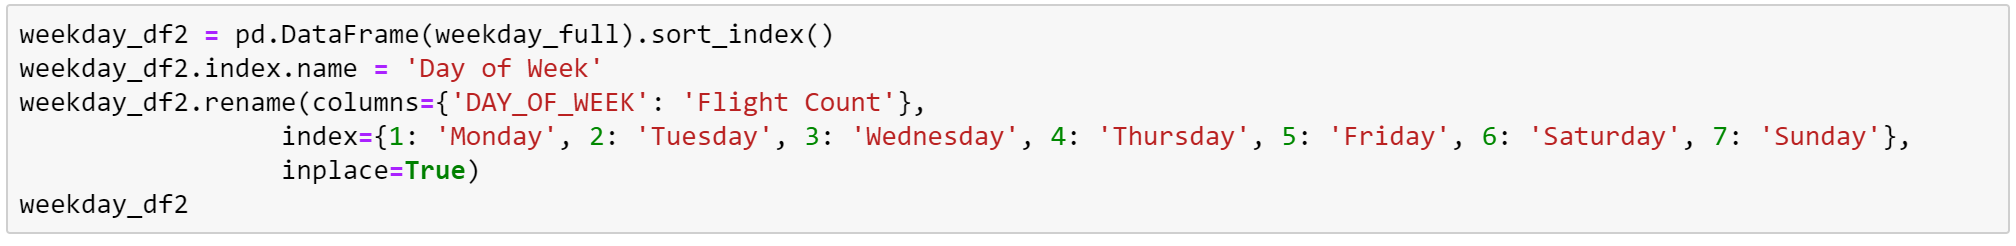 weekday_df2 = pd.DataFrame(weekday_full).sort_index()
weekday_df2.index.name = 'Day of Week'
weekday_df2.rename(columns={'DAY_OF_WEEK': 'Flight Count'},
                 index={1: 'Monday', 2: 'Tuesday', 3: 'Wednesday', 4: 'Thursday', 5: 'Friday', 6: 'Saturday', 7: 'Sunday'},
                 inplace=True)
weekday_df2